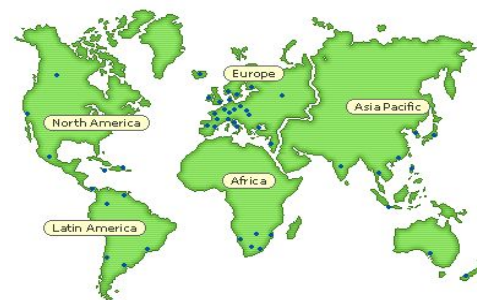 Europe
Asia Pacific
North America
Africa
Latin America